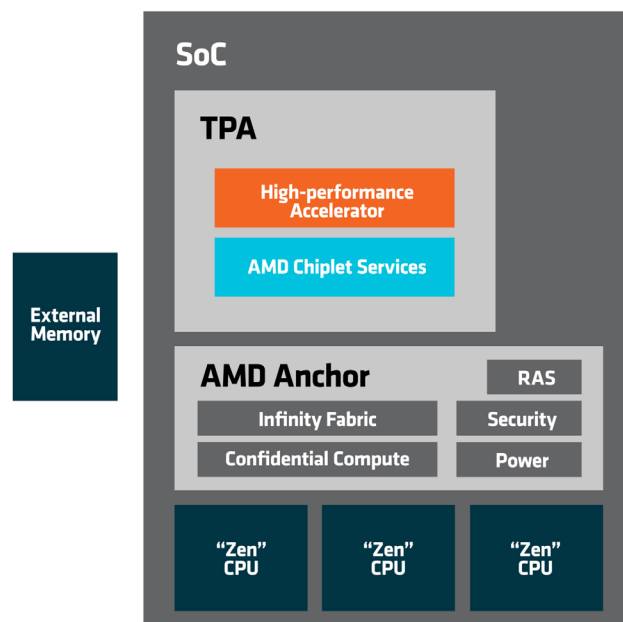 SoC
TPA
High-performance
Accelerator
AMD Chiplet Services
External
Memory
AMD Anchor
RAS
Infinity Fabric
Security
Confidential Compute
Power
“Zen”
CPU
“Zen”
CPU
“Zen”
CPU